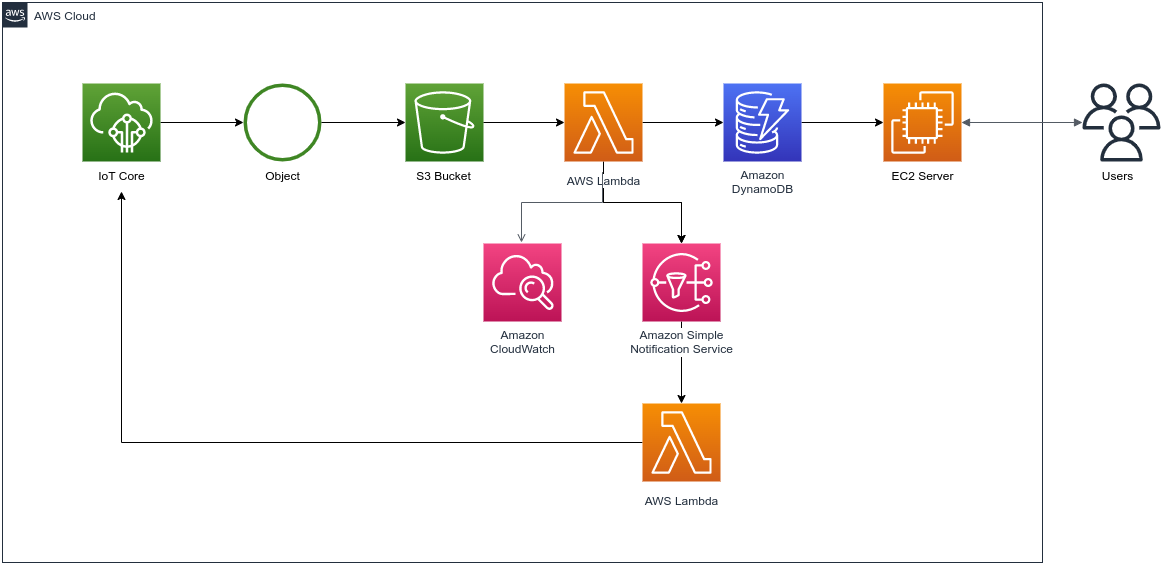 aws
AWS Cloud
IoT Core
Object
S3 Bucket
AWS Lambda
Amazon
DynamoDB
EC2 Server
Users
Amazon
CloudWatch
Amazon Simple
Notification Service
AWS Lambda